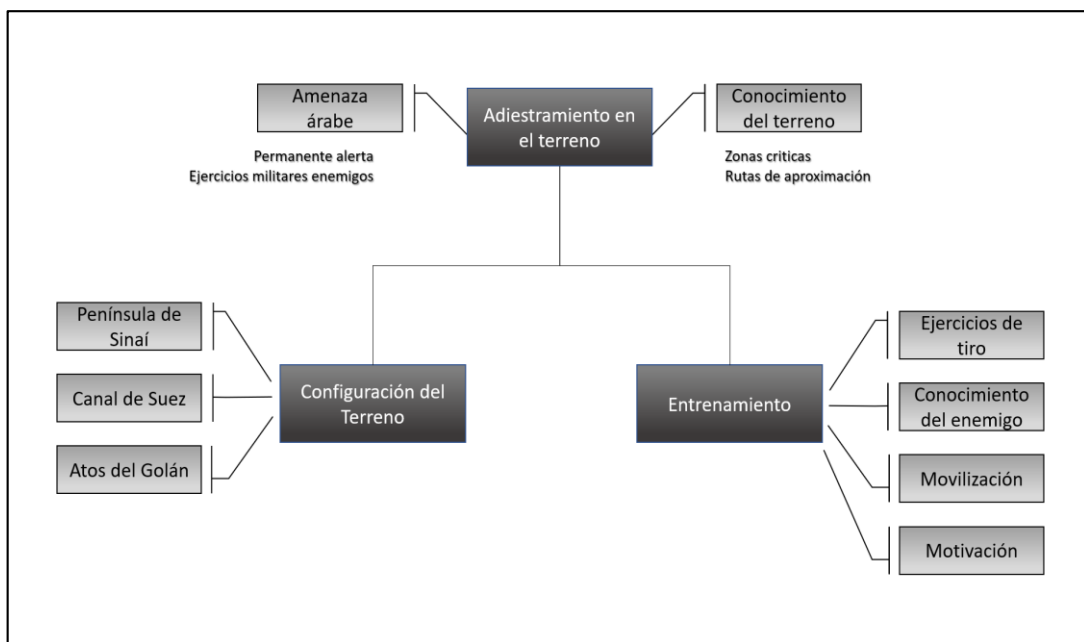 Amenaza
árabe
Permanente alerta
Ejercicios militares enemigos
Adiestramiento en
el terreno
Conocimiento
del terreno
Zonas criticas
Rutas de aproximación
Península de
Sinaí
Canal de Suez
Atos del Golán
Configuración del
Terreno
Entrenamiento
Ejercicios de
tiro
Conocimiento
del enemigo
Movilización
Motivación